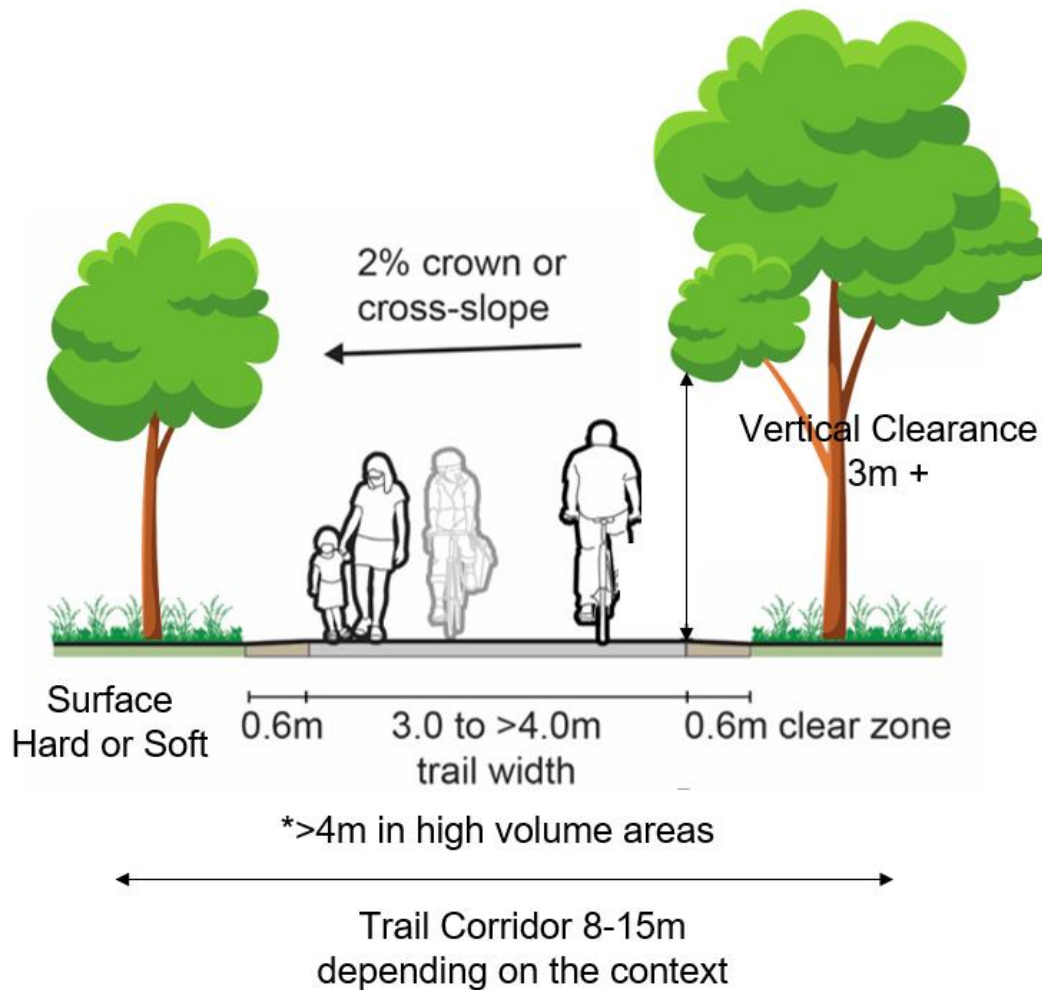 2% crown or
cross-slope
Vertical Clearance
3m +
Surface
Hard or Soft
0.6m
3.0 to >4.0m
trail width
0.6m clear zone
*>4m in high volume areas
Trail Corridor 8-15m
depending on the context